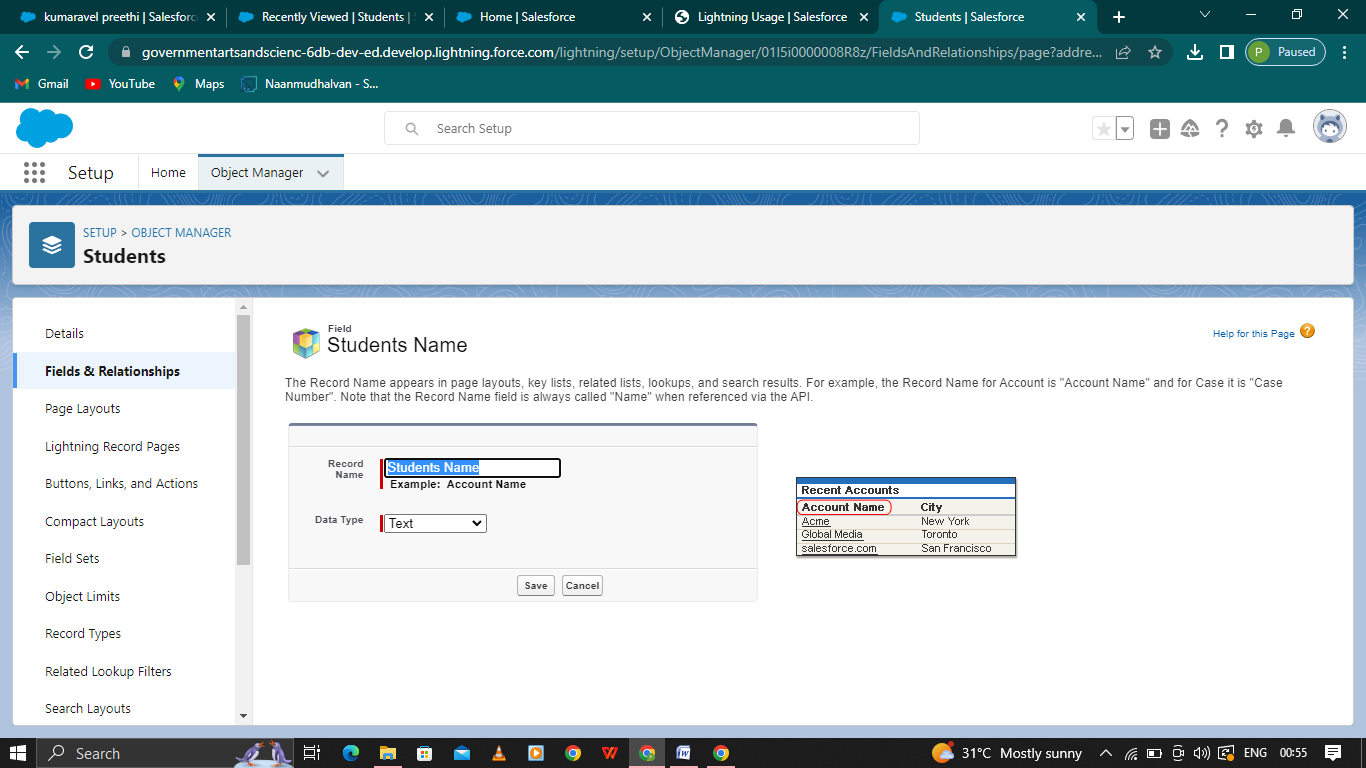 kumaravel preethi | Salesforc
Recently Viewed | Students |
Home | Salesforce
Lightning Usage | Salesforce
Students | Salesforce
governmentartsandscienc-6db-dev-ed.develop.lightning.force.com/lightning/setup/ObjectManager/01I5i0000008R8z/FieldsAndRelationships/page?addre...
P Paused
Gmail
YouTube
Maps
Naanmudhalvan - S...
Search Setup
Setup
Home
Object Manager
SETUP > OBJECT MANAGER
Students
Details
Fields & Relationships
Page Layouts
Lightning Record Pages
Buttons, Links, and Actions
Compact Layouts
Field Sets
Object Limits
Record Types
Related Lookup Filters
Search Layouts
Field
Students Name
Help for this Page
The Record Name appears in page layouts, key lists, related lists, lookups, and search results. For example, the Record Name for Account is "Account Name" and for Case it is "Case
Number". Note that the Record Name field is always called "Name" when referenced via the API.
Record
Name
Students Name
Example: Account Name
Data Type
Text
Save
Cancel
Recent Accounts
Account Name City
Acme New York
Global Media Toronto
salesforce.com San Francisco
Search
31°C Mostly sunny
ENG
00:55